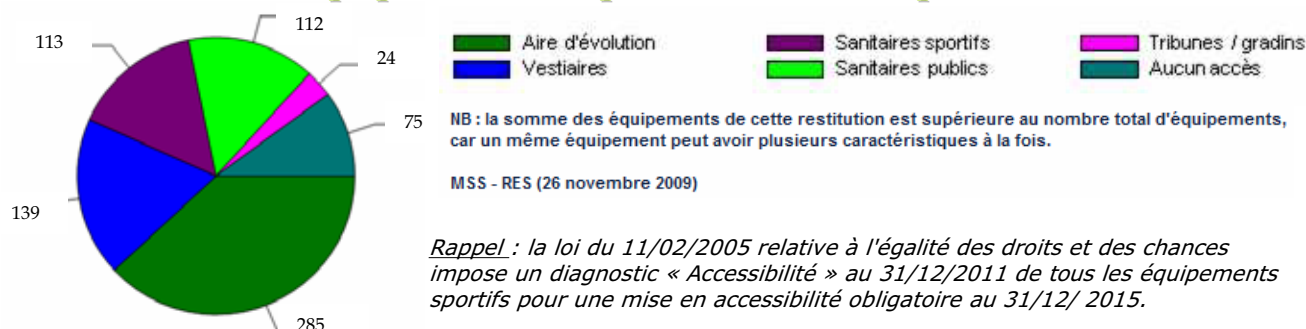 112
113
24
75
139
285
Aire d'évolution
Vestiaires
Sanitaires sportifs
Sanitaires publics
Tribunes / gradins
Aucun accès
NB : la somme des équipements de cette restitution est supérieure au nombre total d'équipements,
car un même équipement peut avoir plusieurs caractéristiques à la fois.
MSS - RES (26 novembre 2009)
Rappel : la loi du 11/02/2005 relative à l'égalité des droits et des chances
impose un diagnostic « Accessibilité » au 31/12/2011 de tous les équipements
sportifs pour une mise en accessibilité obligatoire au 31/12/ 2015.